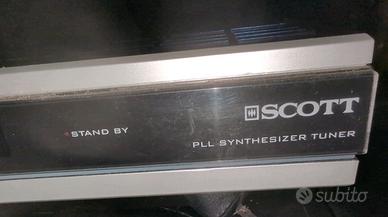 SCOTT
STAND BY
PLL SYNTHESIZER TUNER
subito